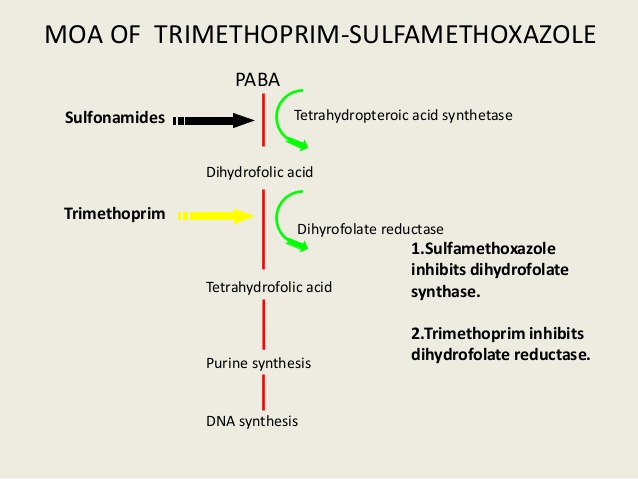 MOA OF  TRIMETHOPRIM-SULFAMETHOXAZOLE
PABA
Sulfonamides
Tetrahydropteroic acid synthetase
Dihydrofolic acid
Trimethoprim
Dihyrofolate reductase
1.Sulfamethoxazole
inhibits dihydrofolate
synthase.
2.Trimethoprim inhibits
dihydrofolate reductase.
Tetrahydrofolic acid
Purine synthesis
DNA synthesis